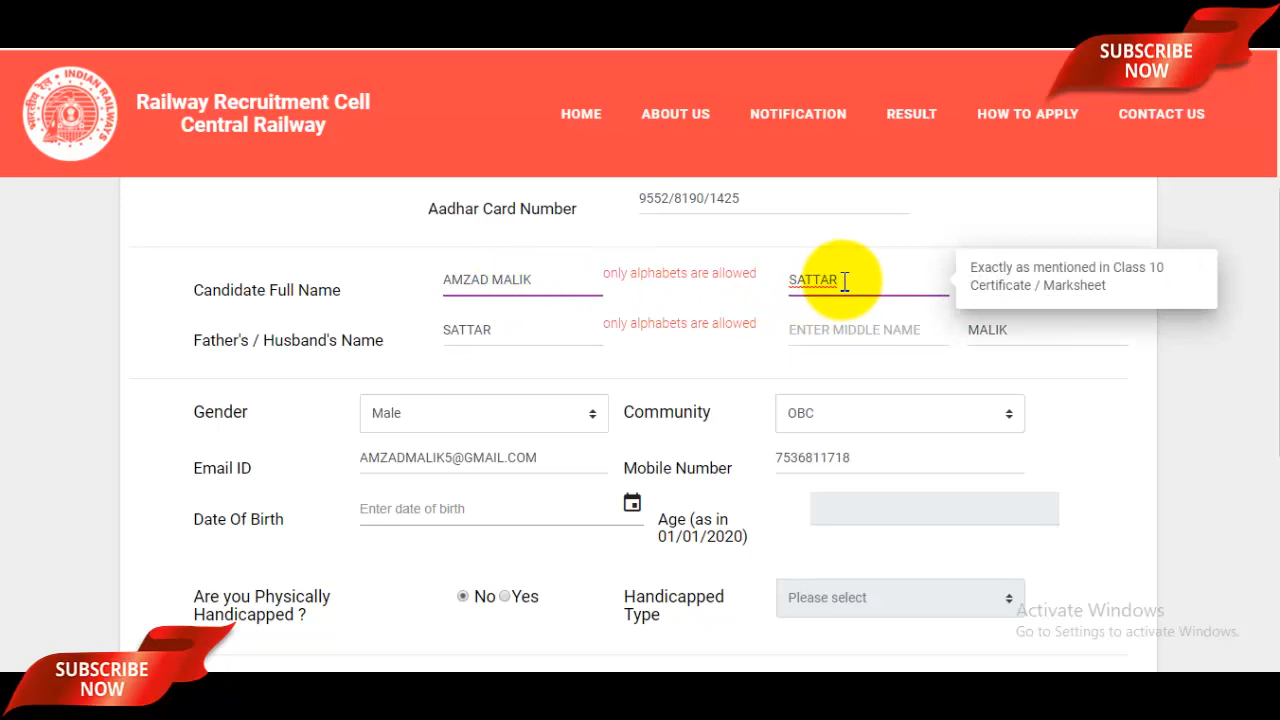 SUBSCRIBE
NOW
INDIAN RAILWAYS
भारतीय रेल
Railway Recruitment Cell
Central Railway
HOME ABOUT US NOTIFICATION RESULT HOW TO APPLY CONTACT US
Aadhar Card Number 9552/8190/1425
Candidate Full Name AMZAD MALIK only alphabets are allowed SATTAR
Exactly as mentioned in Class 10
Certificate / Marksheet
Father's / Husband's Name SATTAR only alphabets are allowed ENTER MIDDLE NAME MALIK
Gender Male Community OBC
Email ID AMZADMALIK5@GMAIL.COM Mobile Number 7536811718
Date Of Birth Enter date of birth Age (as in
01/01/2020)
Are you Physically
Handicapped ? No Yes Handicapped
Type Please select
Activate Windows
Go to Settings to activate Windows.
SUBSCRIBE
NOW